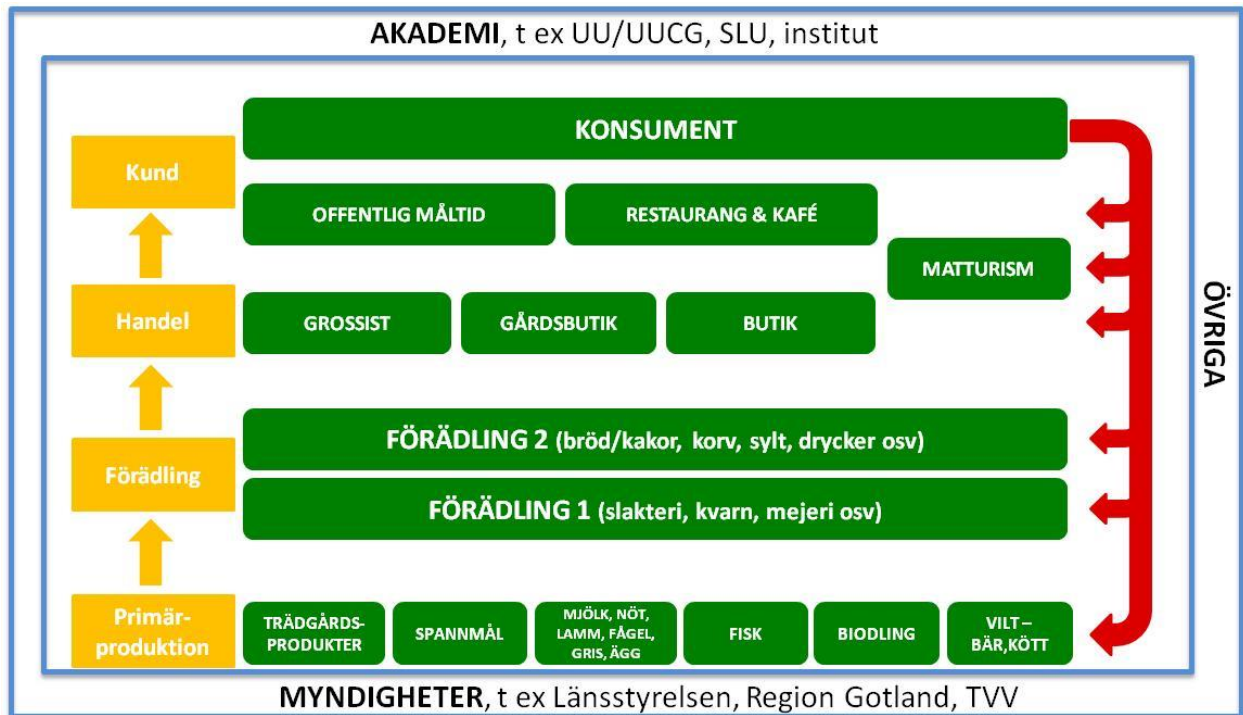 AKADEMI, t ex UU/UUCG, SLU, institut
KONSUMENT
Kund
OFFENTLIG MÅLTID
RESTAURANG & KAFÉ
MATTURISM
Handel
GROSSIST
GÅRDSBUTIK
BUTIK
ÖVRIGA
FÖRÄDLING 2 (bröd/kakor, korv, sylt, drycker osv)
Förädling
FÖRÄDLING 1 (slakteri, kvarn, mejeri osv)
Primär-
produktion
TRÄDGÅRDS-
PRODUKTER
SPANNMÅL
MJÖLK, NÖT,
LAMM, FÅGEL,
GRIS, ÄGG
FISK
BIODLING
VILT –
BÄR,KÖTT
MYNDIGHETER, t ex Länsstyrelsen, Region Gotland, TVV